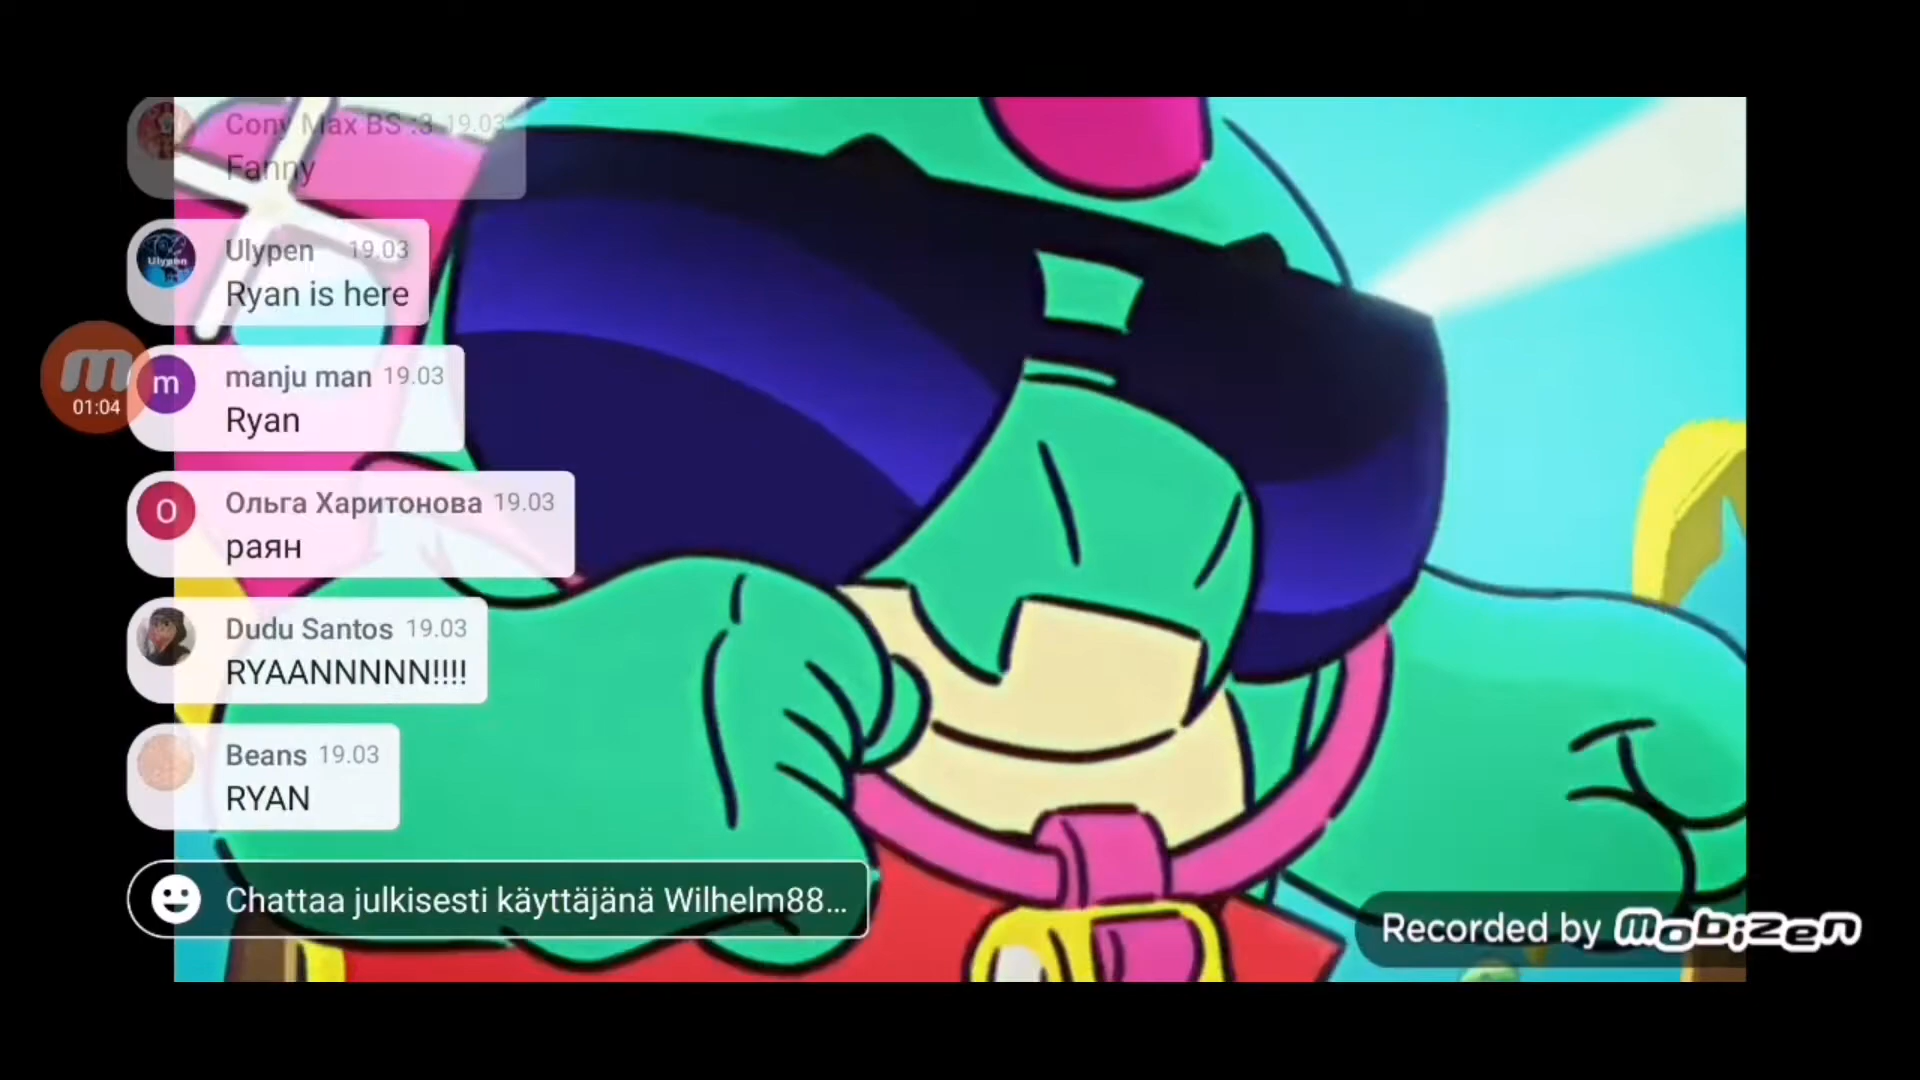 Cony Max BS :3 19.03
Fanny
Ulypen 19.03
Ulypen
Ryan is here
m
01:04
m
manju man 19.03
Ryan
О
Ольга Харитонова 19.03
раян
Dudu Santos 19.03
RYAANNNNN!!!!
Beans 19.03
RYAN
Chattaa julkisesti käyttäjänä Wilhelm88...
Recorded by mobizen